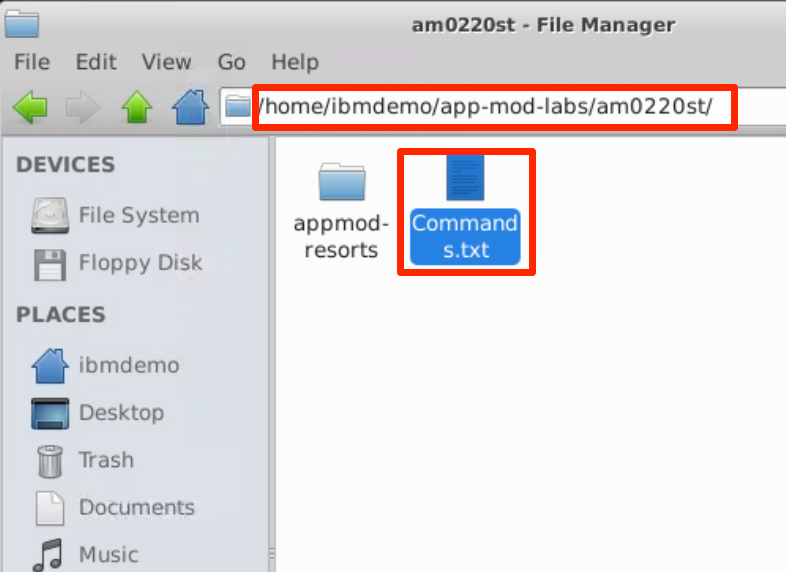 am0220st - File Manager
File Edit View Go Help
/home/ibmdemo/app-mod-labs/am0220st/
DEVICES
File System
Floppy Disk
PLACES
ibmdemo
Desktop
Trash
Documents
Music
appmod-
resorts
Command
s.txt